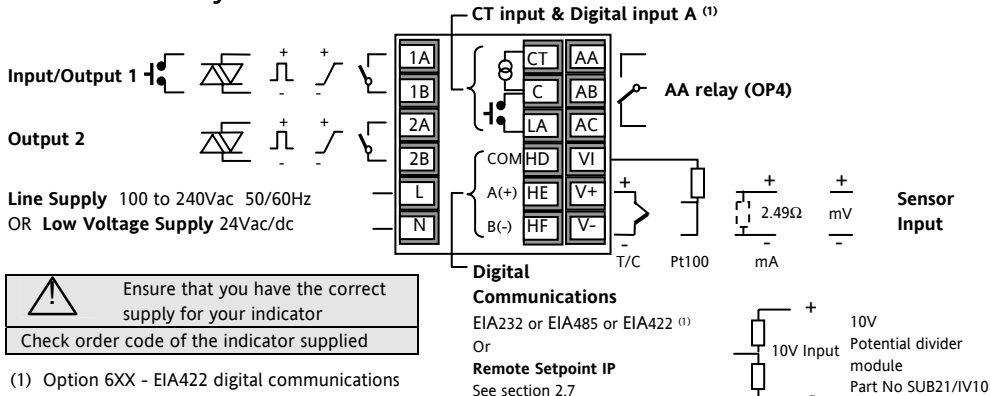 CT input & Digital input A (1)
Input/Output 1
+ +
- -
1A
1B
CT
C
LA
AA
AB
AC
AA relay (OP4)
Output 2
+ +
- -
2A
2B
COM HD VI
Line Supply 100 to 240Vac 50/60Hz
OR Low Voltage Supply 24Vac/dc
L
N
A(+) HE V+
B(-) HF V-
+
-
T/C
Pt100
+
2.49Ω
-
mA
+
mV
-
Sensor
Input
Ensure that you have the correct
supply for your indicator
Check order code of the indicator supplied
(1) Option 6XX - EIA422 digital communications
Digital
Communications
EIA232 or EIA485 or EIA422 (1)
Or
Remote Setpoint IP
See section 2.7
+
10V Input
10V
Potential divider
module
Part No SUB21/IV10